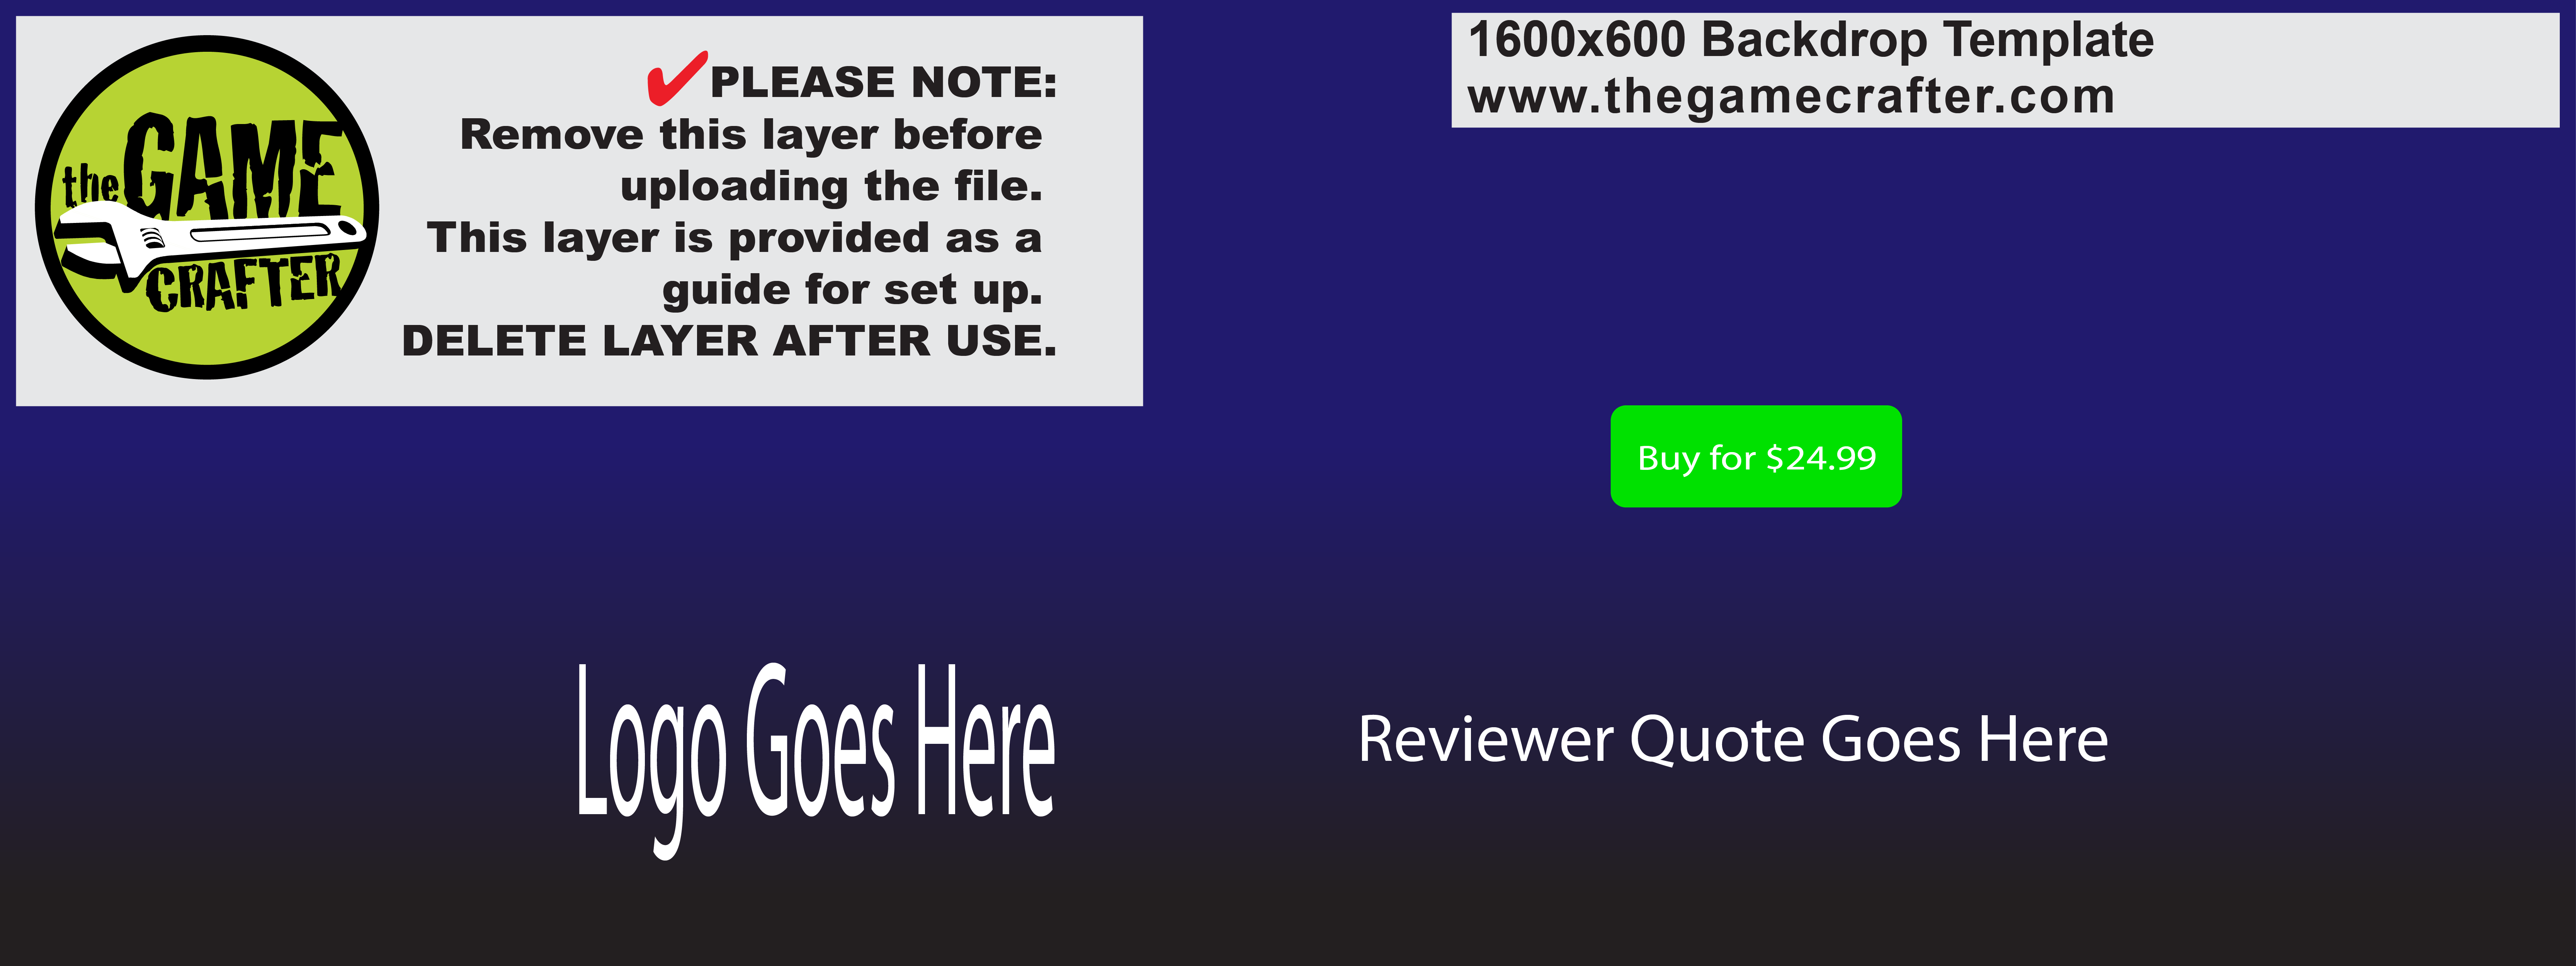 the GAME
CRAFTER
PLEASE NOTE:
Remove this layer before
uploading the file.
This layer is provided as a
guide for set up.
DELETE LAYER AFTER USE.
1600x600 Backdrop Template
www.thegamecrafter.com
Buy for $24.99
Logo Goes Here
Reviewer Quote Goes Here